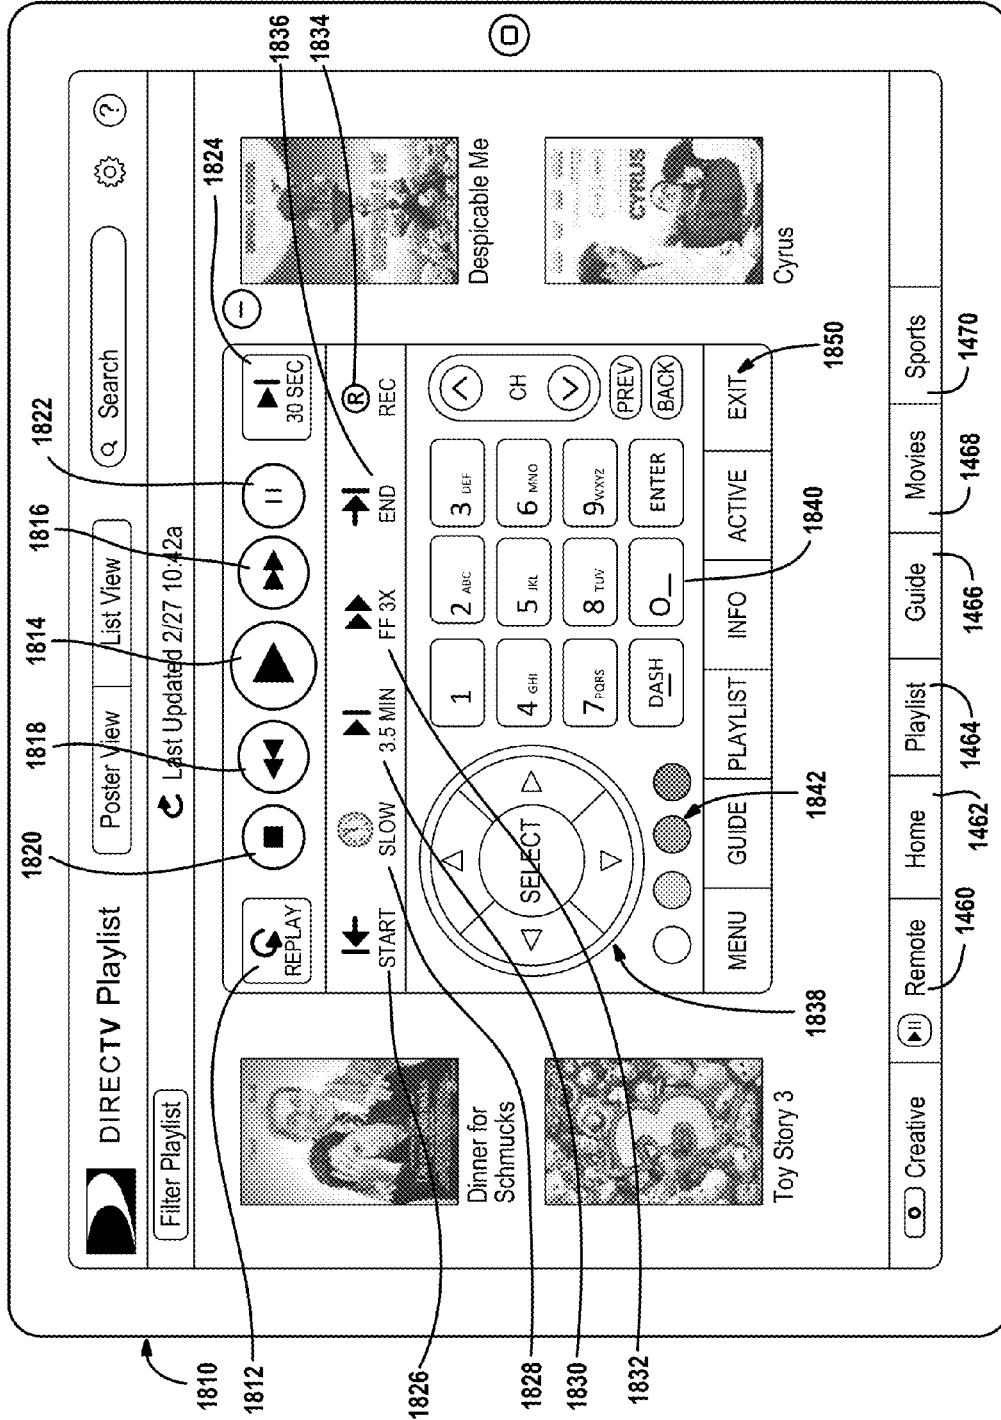 1810
1812
1820
1818
1814
1816
1822
1824
1836
1834
DIRECTV Playlist
Poster View
List View
Search
?
Filter Playlist
Last Updated 2/27 10:42a
REPLAY
30 SEC
START
SLOW
3.5 MIN
FF 3X
END
R
REC
SELECT
1
2 ABC
3 DEF
4 GHI
5 JKL
6 MNO
7 PQRS
8 TUV
9 WXYZ
DASH
0_
ENTER
CH
PREV
BACK
MENU
GUIDE
PLAYLIST
INFO
ACTIVE
EXIT
Dinner for
Schmucks
Toy Story 3
Despicable Me
CYRUS
Cyrus
1826
1828
1830
1832
1838
1842
1840
1850
Creative
Remote
Home
Playlist
Guide
Movies
Sports
1460
1462
1464
1466
1468
1470